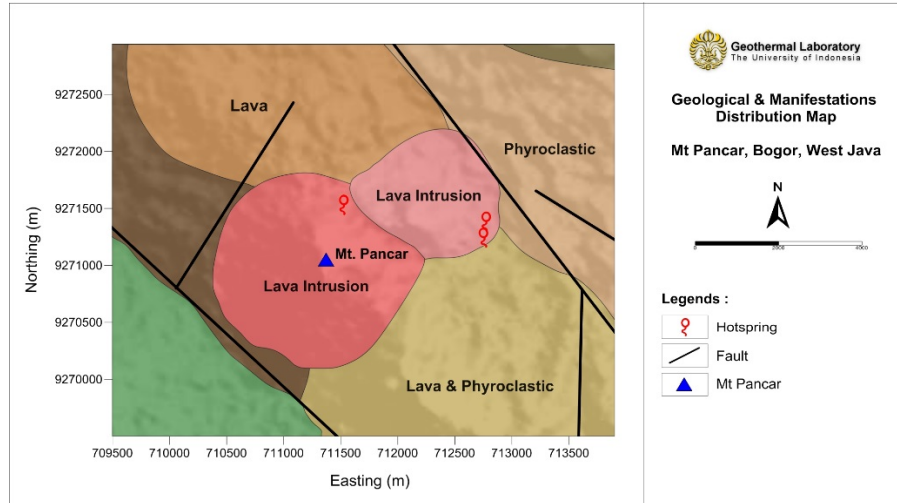 Geothermal Laboratory
The University of Indonesia
Geological & Manifestations
Distribution Map
Mt Pancar, Bogor, West Java
N
0
2000
Legends :
Hotspring
Fault
Mt Pancar
Northing (m)
9272500
9272000
9271500
9271000
9270500
9270000
Lava
Phyroclastic
Lava Intrusion
Mt. Pancar
Lava Intrusion
Lava & Phyroclastic
709500 710000 710500 711000 711500 712000 712500 713000 713500
Easting (m)